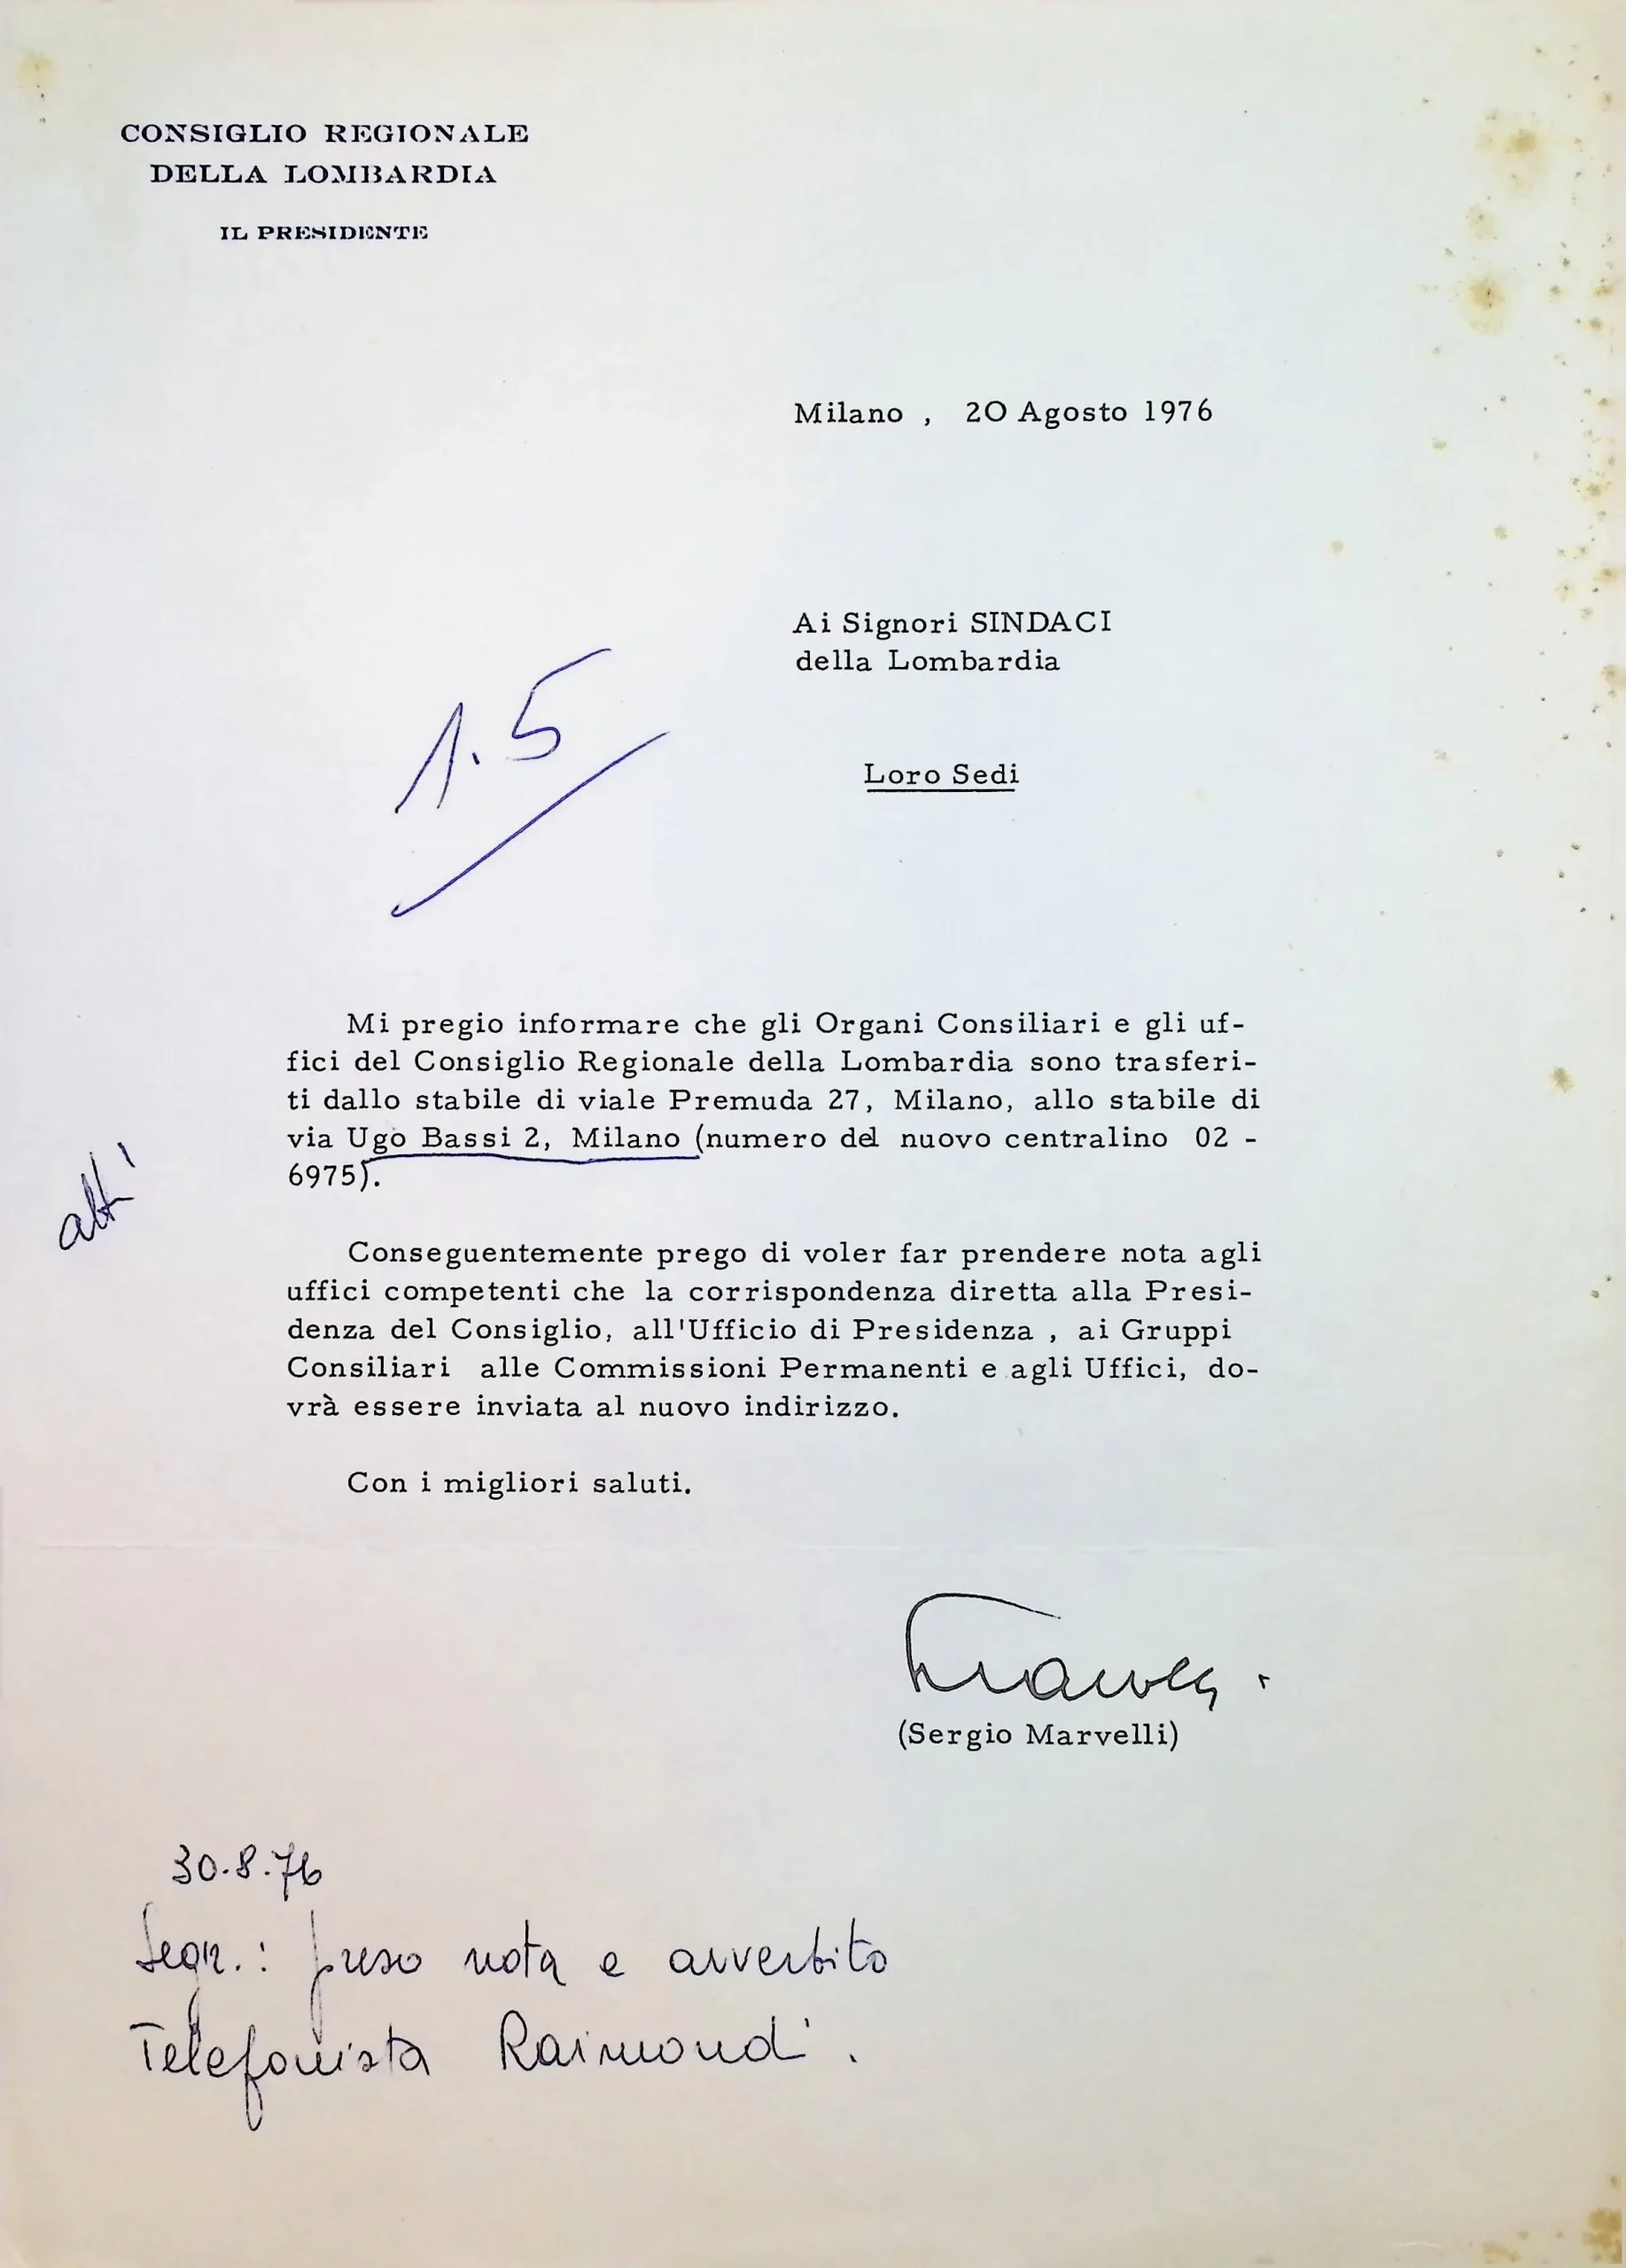 CONSIGLIO REGIONALE
DELLA LOMBARDIA
IL PRESIDENTE
Milano , 20 Agosto 1976
Ai Signori SINDACI
della Lombardia
Loro Sedi
1.5
Mi pregio informare che gli Organi Consiliari e gli uf-
fici del Consiglio Regionale della Lombardia sono trasferi-
ti dallo stabile di viale Premuda 27, Milano, allo stabile di
via Ugo Bassi 2, Milano (numero del nuovo centralino 02 -
6975).
atti
Conseguentemente prego di voler far prendere nota agli
uffici competenti che la corrispondenza diretta alla Presi-
denza del Consiglio, all'Ufficio di Presidenza , ai Gruppi
Consiliari alle Commissioni Permanenti e agli Uffici, do-
vrà essere inviata al nuovo indirizzo.
Con i migliori saluti.
(Sergio Marvelli)
30.8.76
Segr.: preso nota e avvertito
Telefonista Raimondi.